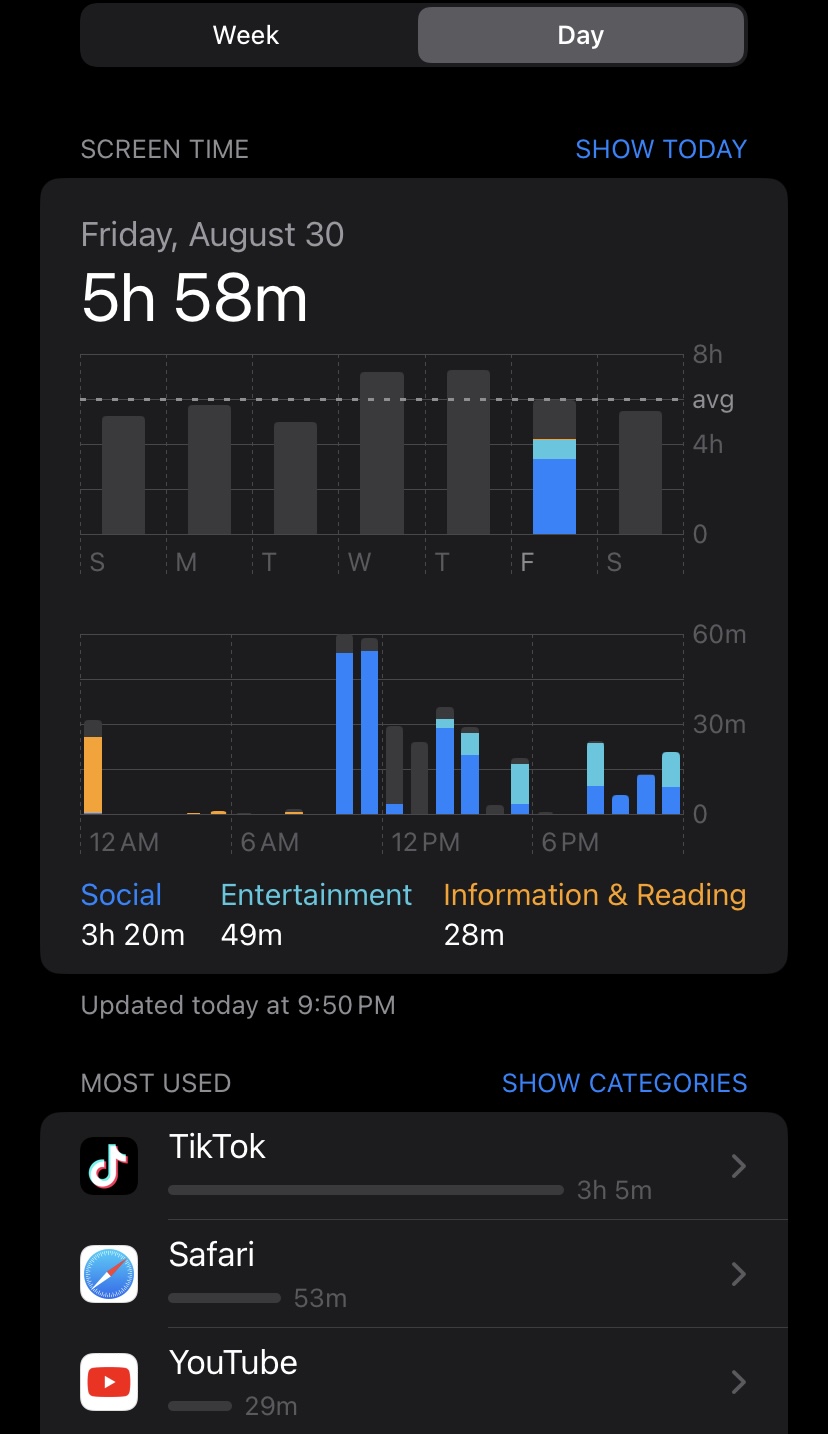 Week Day
SCREEN TIME SHOW TODAY
Friday, August 30
5h 58m
8h
avg
4h
0
S M T W T F S
60m
30m
0
12 AM 6 AM 12 PM 6 PM
Social Entertainment Information & Reading
3h 20m 49m 28m
Updated today at 9:50 PM
MOST USED SHOW CATEGORIES
TikTok
3h 5m
Safari
53m
YouTube
29m